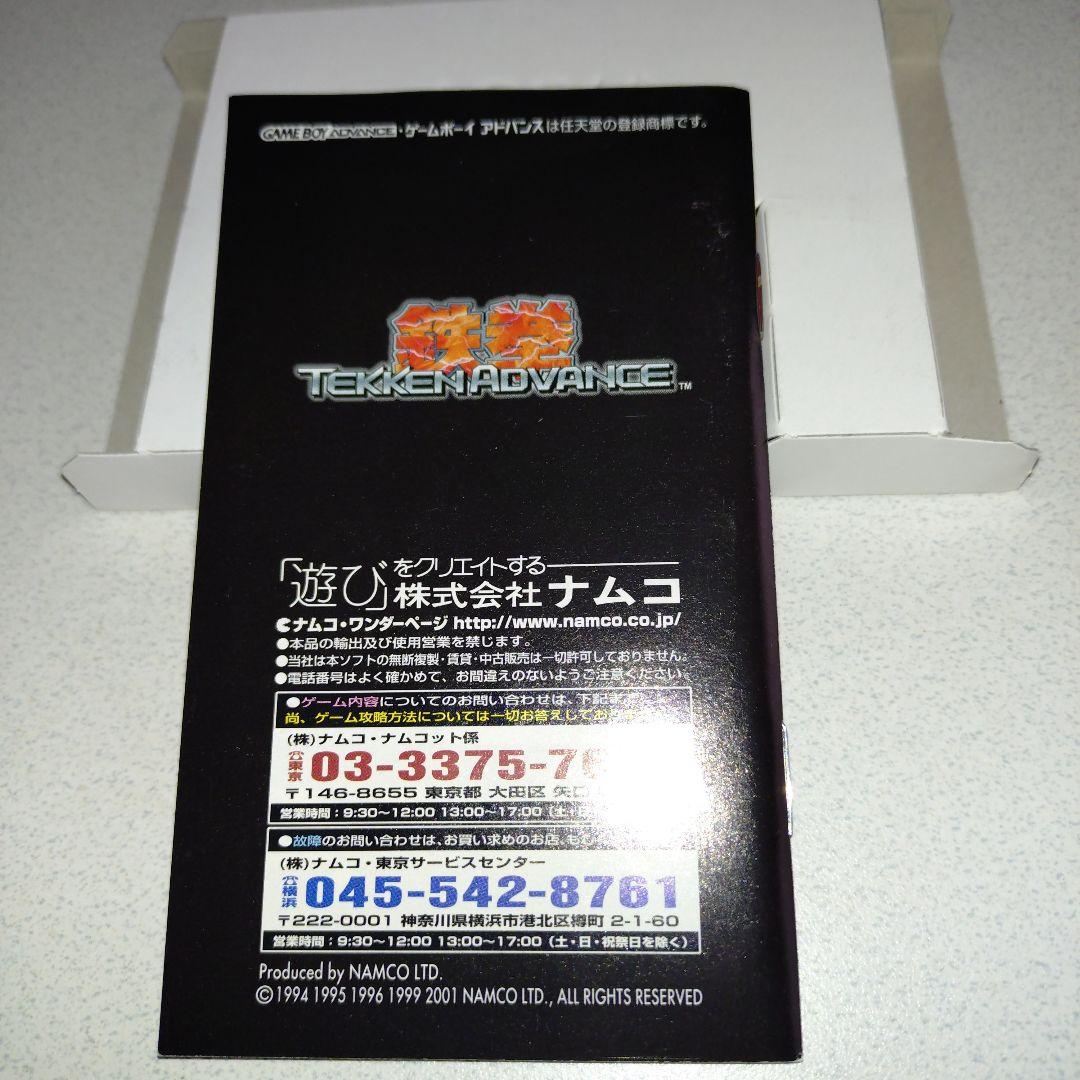 GAME BOY ADVANCE・ゲームボーイ アドバンスは任天堂の登録商標です。
鉄拳
TEKKEN ADVANCE™
「遊び」をクリエイトする
株式会社ナムコ
ナムコ・ワンダーページ http://www.namco.co.jp/
●本品の輸出及び使用営業を禁じます。
●当社は本ソフトの無断複製・賃貸・中古販売は一切許可しておりません。
●電話番号はよく確かめて、お間違えのないようご注意ください。
●ゲーム内容についてのお問い合わせは、下記ま
尚、ゲーム攻略方法については一切お答えしており
(株)ナムコ・ナムコット係
☎東京 03-3375-7
〒146-8655 東京都 大田区 矢口
営業時間：9:30〜12:00 13:00〜17:00（土
●故障のお問い合わせは、お買い求めのお店、も
(株)ナムコ・東京サービスセンター
☎横浜 045-542-8761
〒222-0001 神奈川県横浜市港北区樽町 2-1-60
営業時間：9:30〜12:00 13:00〜17:00（土・日・祝祭日を除く）
Produced by NAMCO LTD.
©1994 1995 1996 1999 2001 NAMCO LTD., ALL RIGHTS RESERVED